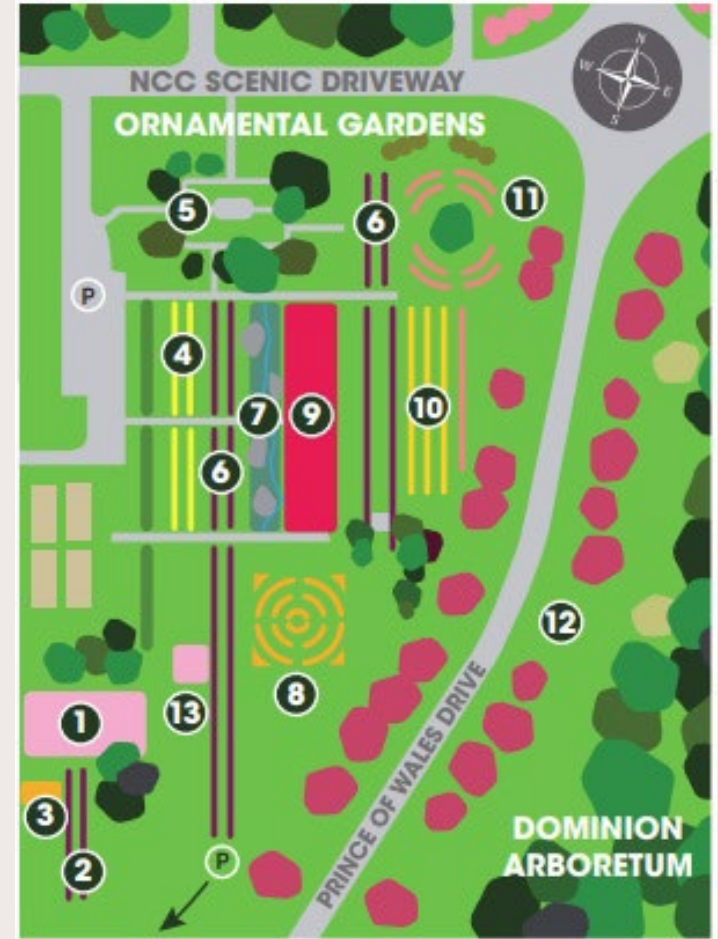 NCC SCENIC DRIVEWAY
ORNAMENTAL GARDENS
N
W
E
S
5
6
11
P
4
7
9
10
6
12
8
13
1
3
2
P
PRINCE OF WALES DRIVE
DOMINION
ARBORETUM